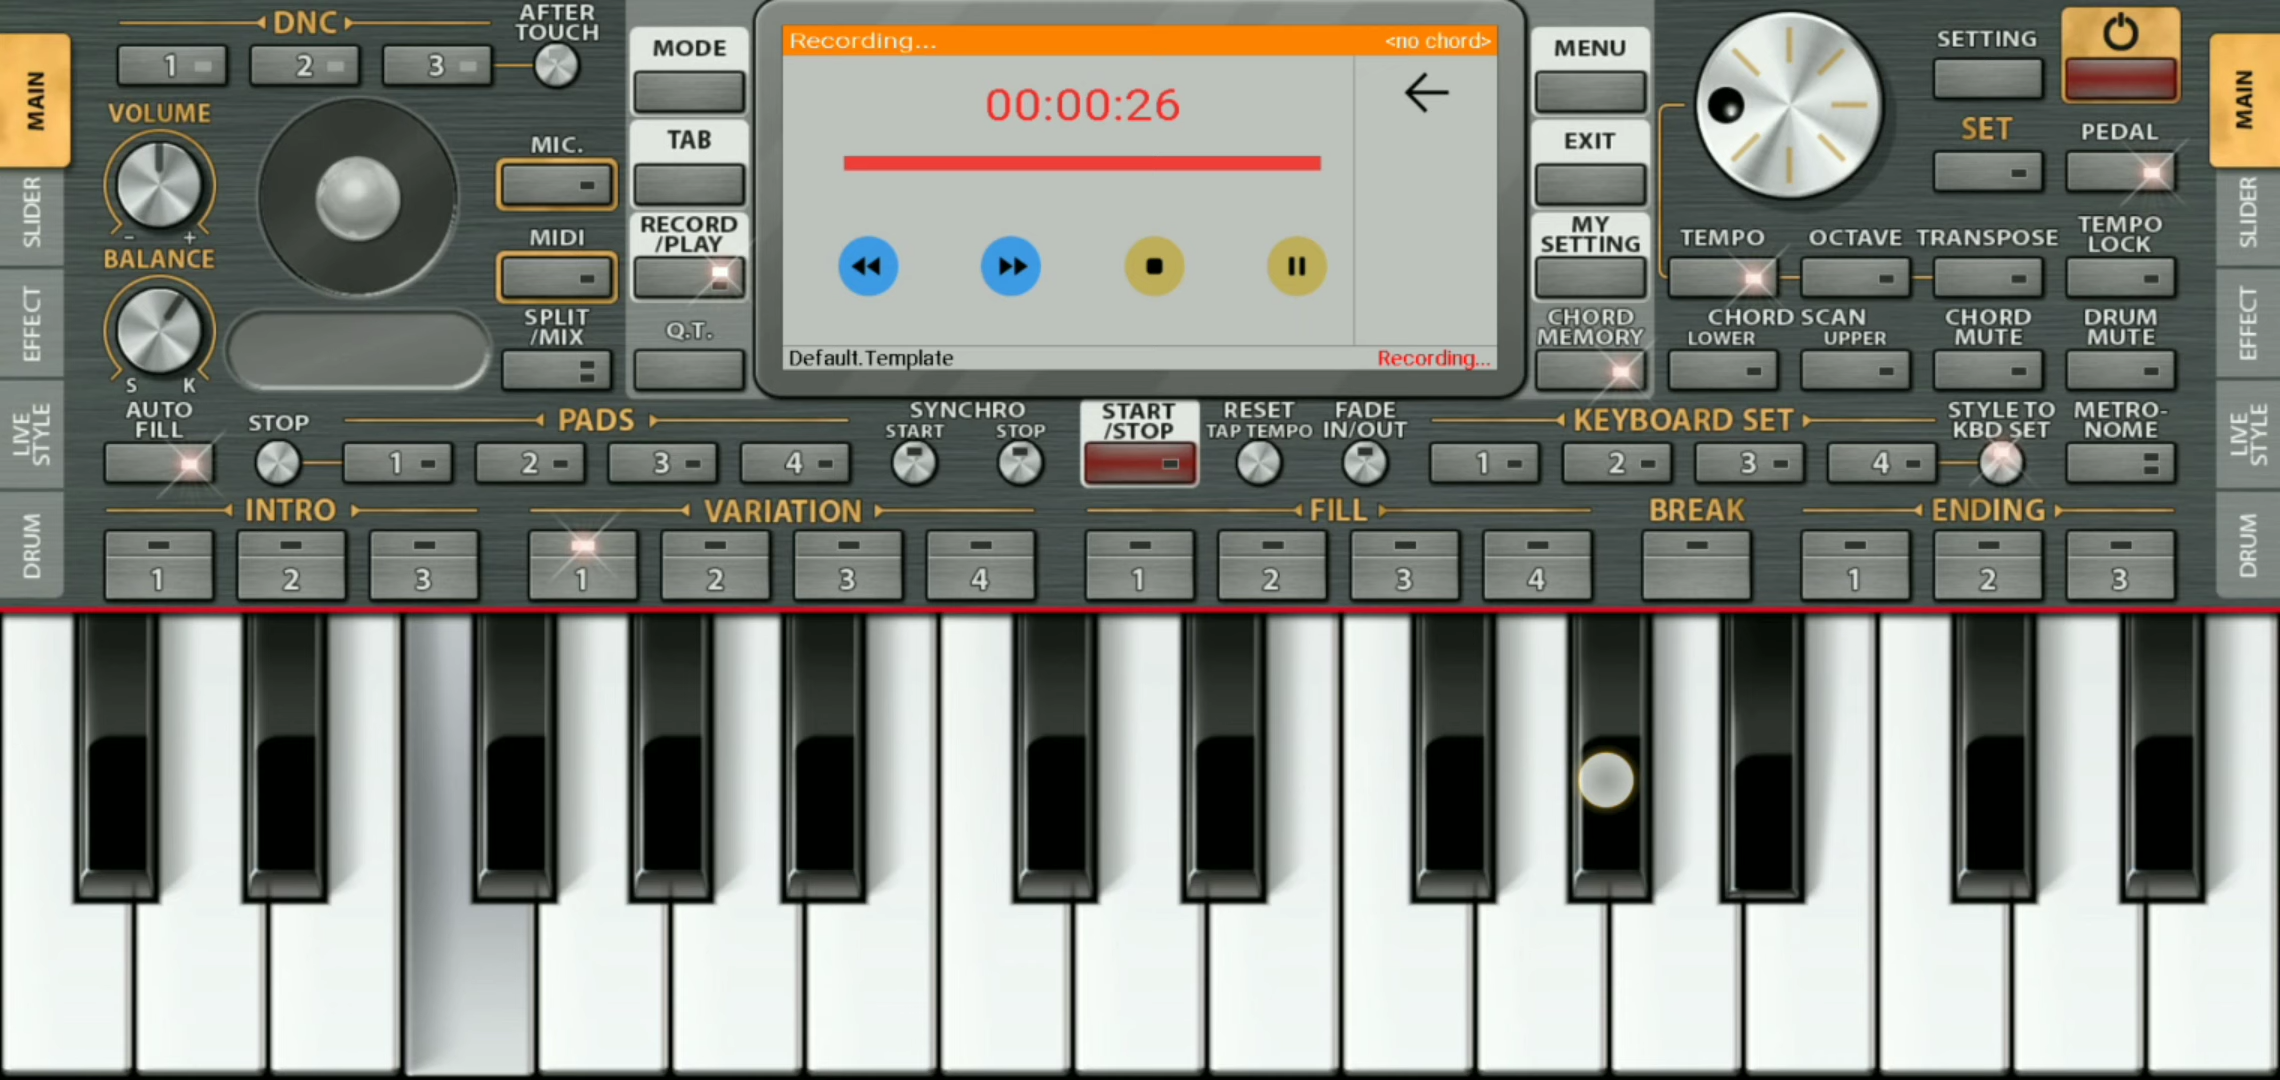 DNC
1
2
3
AFTER
TOUCH
MAIN
SLIDER
EFFECT
LIVE
STYLE
DRUM
VOLUME
- +
BALANCE
S K
MIC.
MIDI
SPLIT
/MIX
MODE
TAB
RECORD
/PLAY
Q.T.
Recording...
<no chord>
00:00:26
Default.Template
Recording...
MENU
EXIT
MY
SETTING
CHORD
MEMORY
SETTING
SET
PEDAL
TEMPO
OCTAVE
TRANSPOSE
TEMPO
LOCK
CHORD SCAN
LOWER
UPPER
CHORD
MUTE
DRUM
MUTE
MAIN
SLIDER
EFFECT
LIVE
STYLE
DRUM
AUTO
FILL
STOP
PADS
1
2
3
4
SYNCHRO
START
STOP
START
/STOP
RESET
TAP TEMPO
FADE
IN/OUT
KEYBOARD SET
1
2
3
4
STYLE TO
KBD SET
METRO-
NOME
INTRO
1
2
3
VARIATION
1
2
3
4
FILL
1
2
3
4
BREAK
ENDING
1
2
3